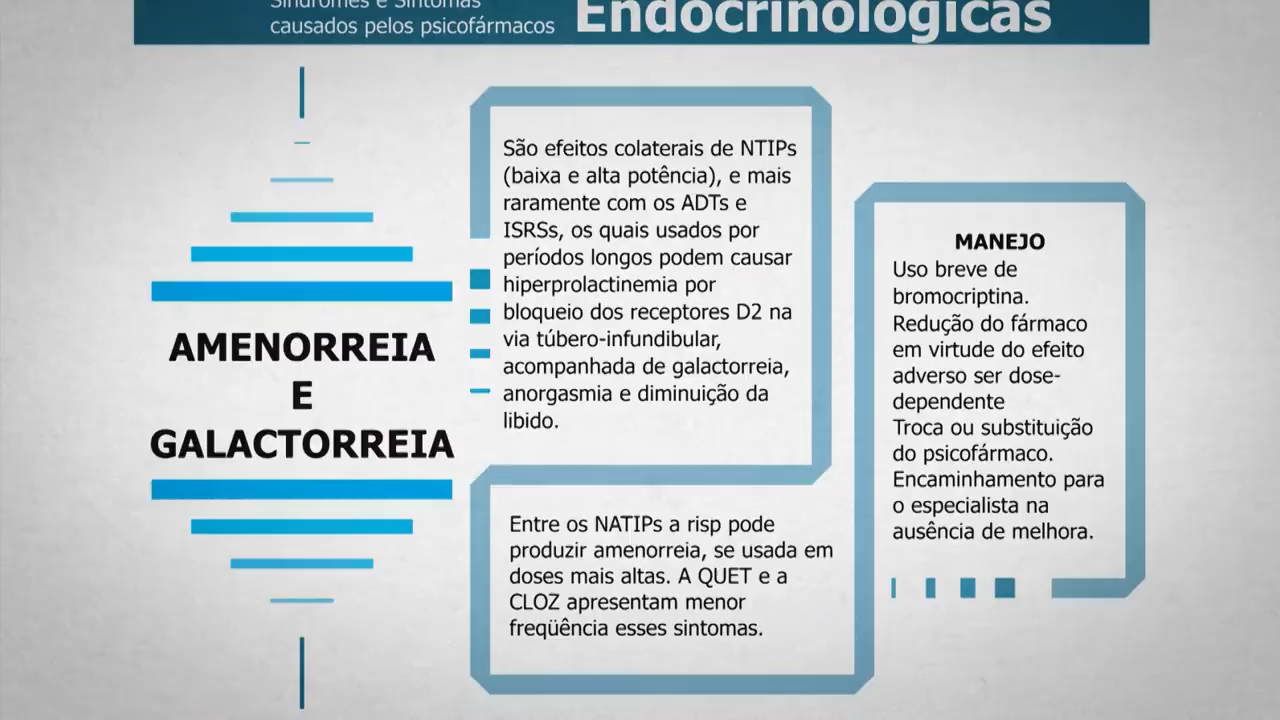 Síndromes e Sintomas
causados pelos psicofármacos
Endocrinológicas
AMENORREIA
E
GALACTORREIA
São efeitos colaterais de NTIPs
(baixa e alta potência), e mais
raramente com os ADTs e
ISRSs, os quais usados por
períodos longos podem causar
hiperprolactinemia por
bloqueio dos receptores D2 na
via túbero-infundibular,
acompanhada de galactorreia,
anorgasmia e diminuição da
libido.
Entre os NATIPs a risp pode
produzir amenorreia, se usada em
doses mais altas. A QUET e a
CLOZ apresentam menor
freqüência esses sintomas.
MANEJO
Uso breve de
bromocriptina.
Redução do fármaco
em virtude do efeito
adverso ser dose-
dependente
Troca ou substituição
do psicofármaco.
Encaminhamento para
o especialista na
ausência de melhora.